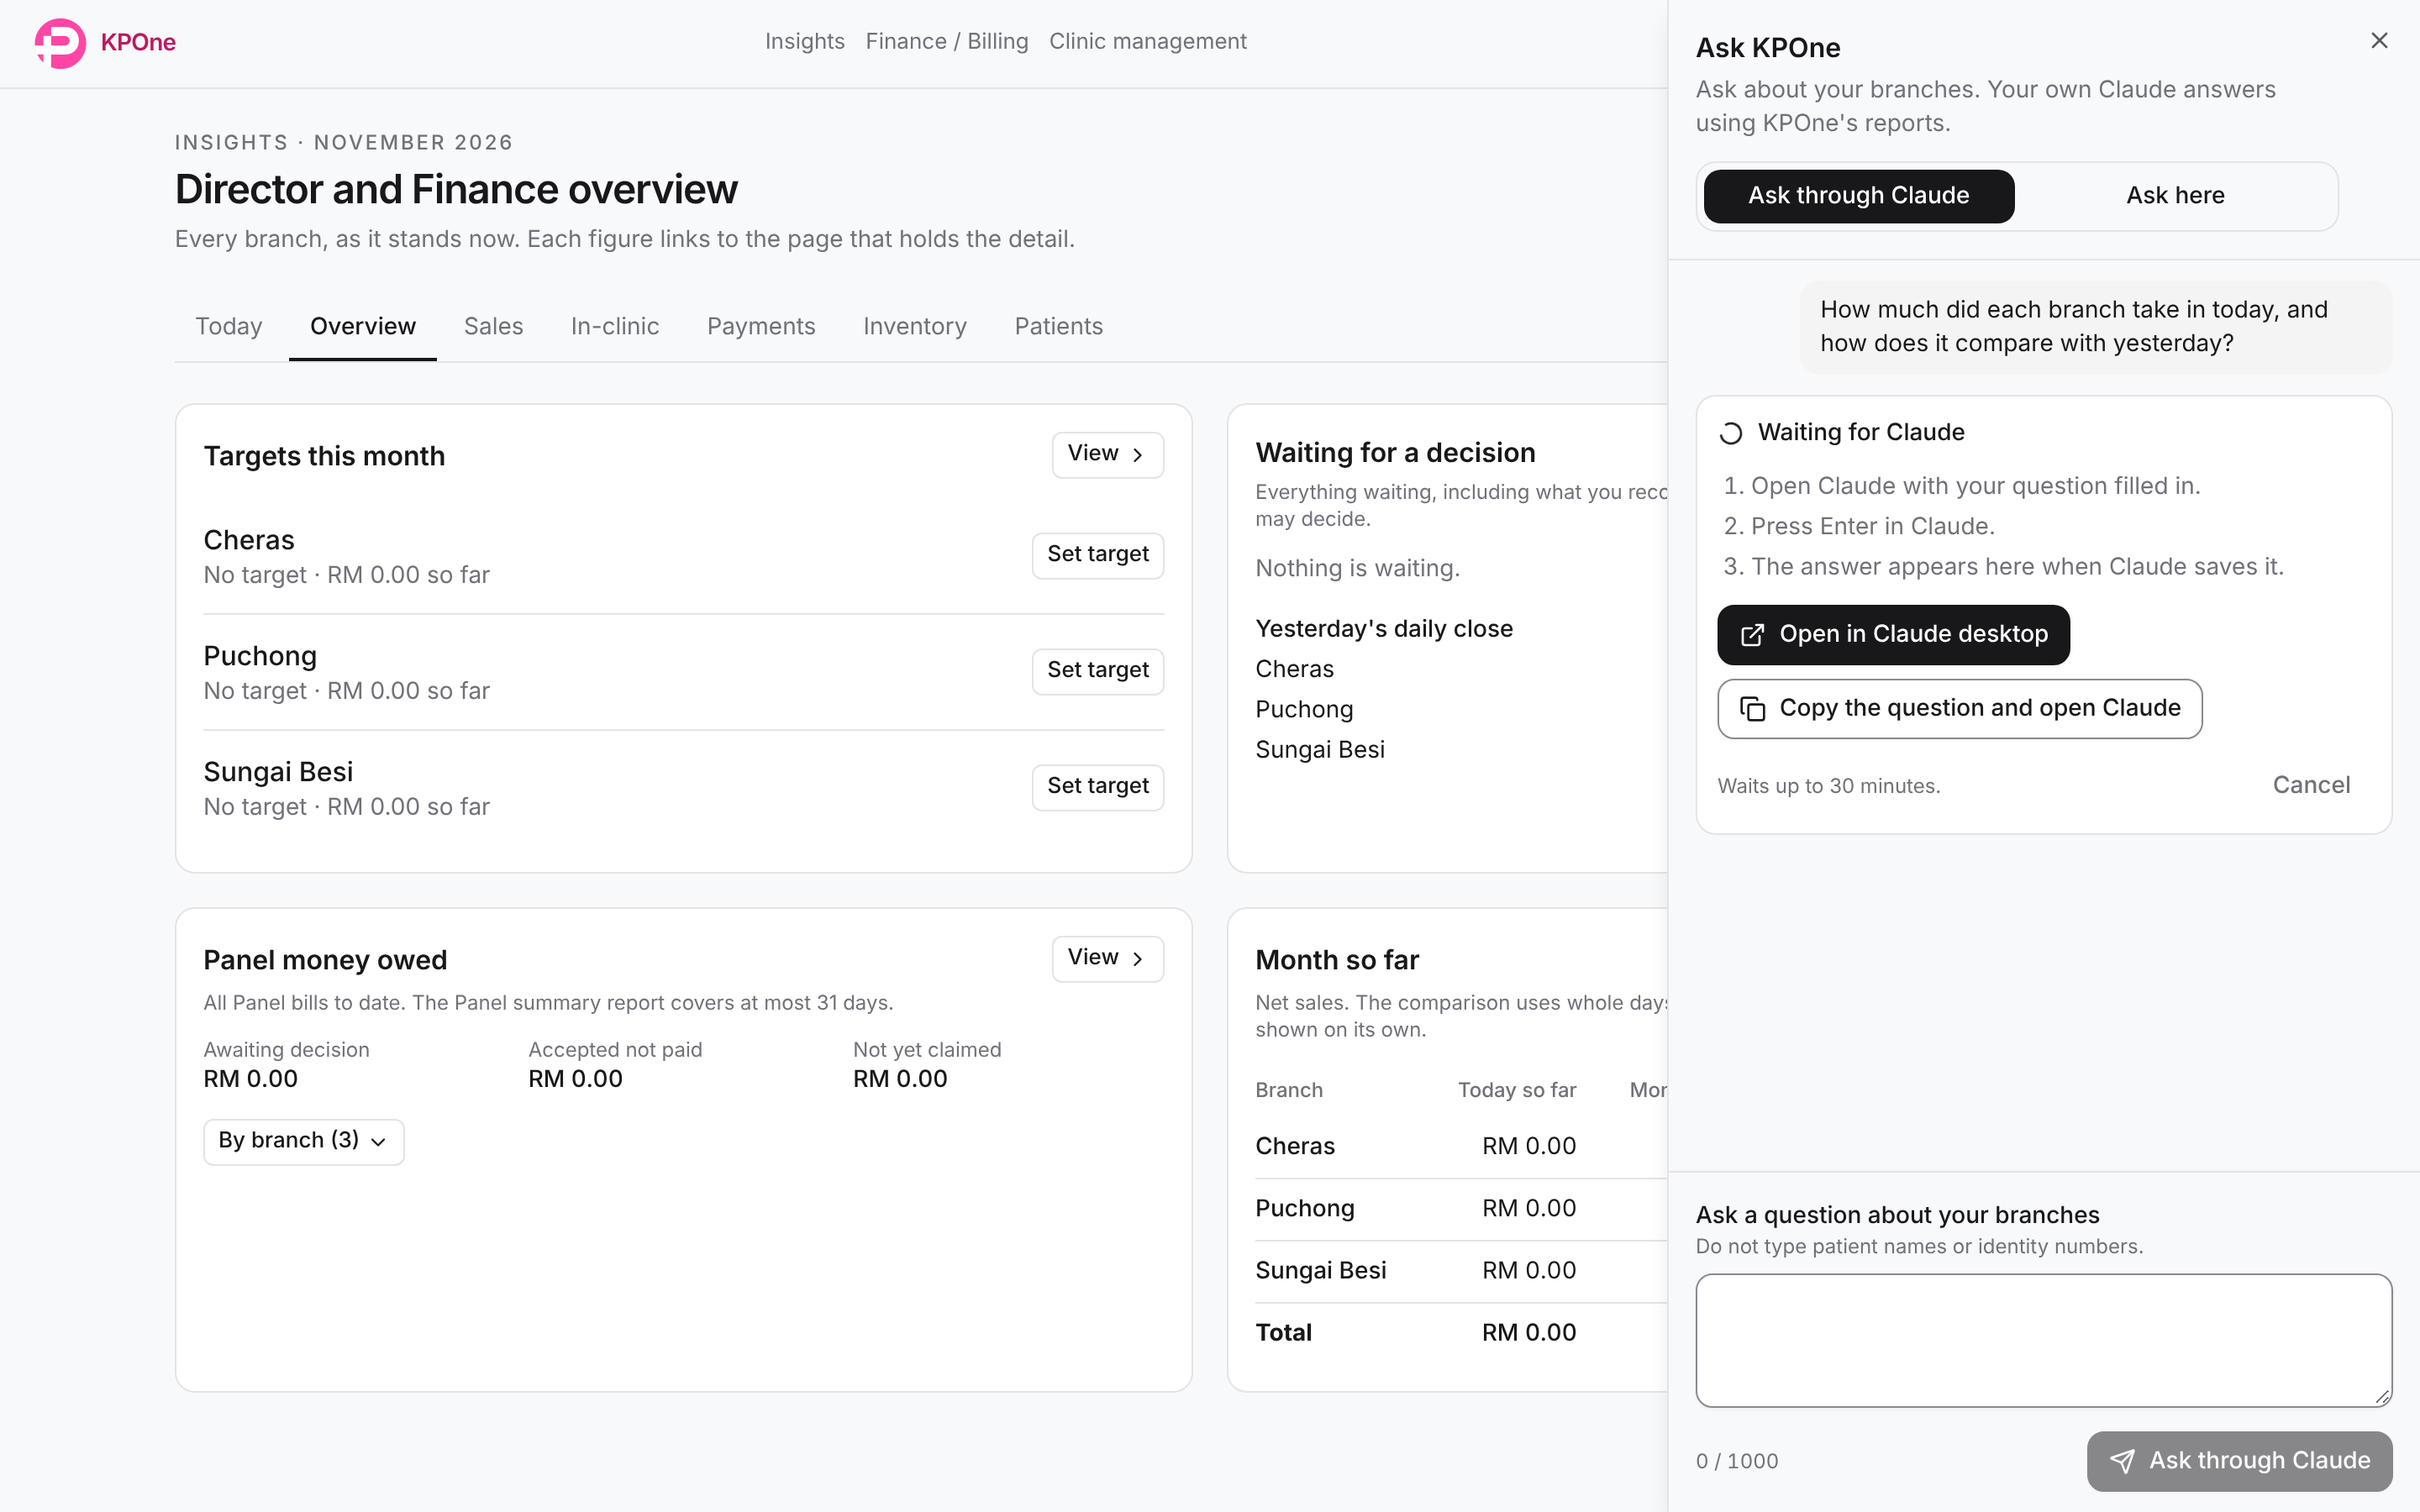 KPOne
Insights
Finance / Billing
Clinic management
INSIGHTS · NOVEMBER 2026
Director and Finance overview
Every branch, as it stands now. Each figure links to the page that holds the detail.
Today
Overview
Sales
In-clinic
Payments
Inventory
Patients
Targets this month
View
Cheras
No target · RM 0.00 so far
Set target
Puchong
No target · RM 0.00 so far
Set target
Sungai Besi
No target · RM 0.00 so far
Set target
Waiting for a decision
Everything waiting, including what you
may decide.
Nothing is waiting.
Yesterday's daily close
Cheras
Puchong
Sungai Besi
Panel money owed
View
All Panel bills to date. The Panel summary report covers at most 31 days.
Awaiting decision
RM 0.00
Accepted not paid
RM 0.00
Not yet claimed
RM 0.00
By branch (3)
Month so far
Net sales. The comparison uses whole days
shown on its own.
Branch
Today so far
Cheras
RM 0.00
Puchong
RM 0.00
Sungai Besi
RM 0.00
Total
RM 0.00
Ask KPOne
Ask about your branches. Your own Claude answers
using KPOne's reports.
Ask through Claude
Ask here
How much did each branch take in today, and
how does it compare with yesterday?
Waiting for Claude
1. Open Claude with your question filled in.
2. Press Enter in Claude.
3. The answer appears here when Claude saves it.
Open in Claude desktop
Copy the question and open Claude
Waits up to 30 minutes.
Cancel
Ask a question about your branches
Do not type patient names or identity numbers.
0 / 1000
Ask through Claude